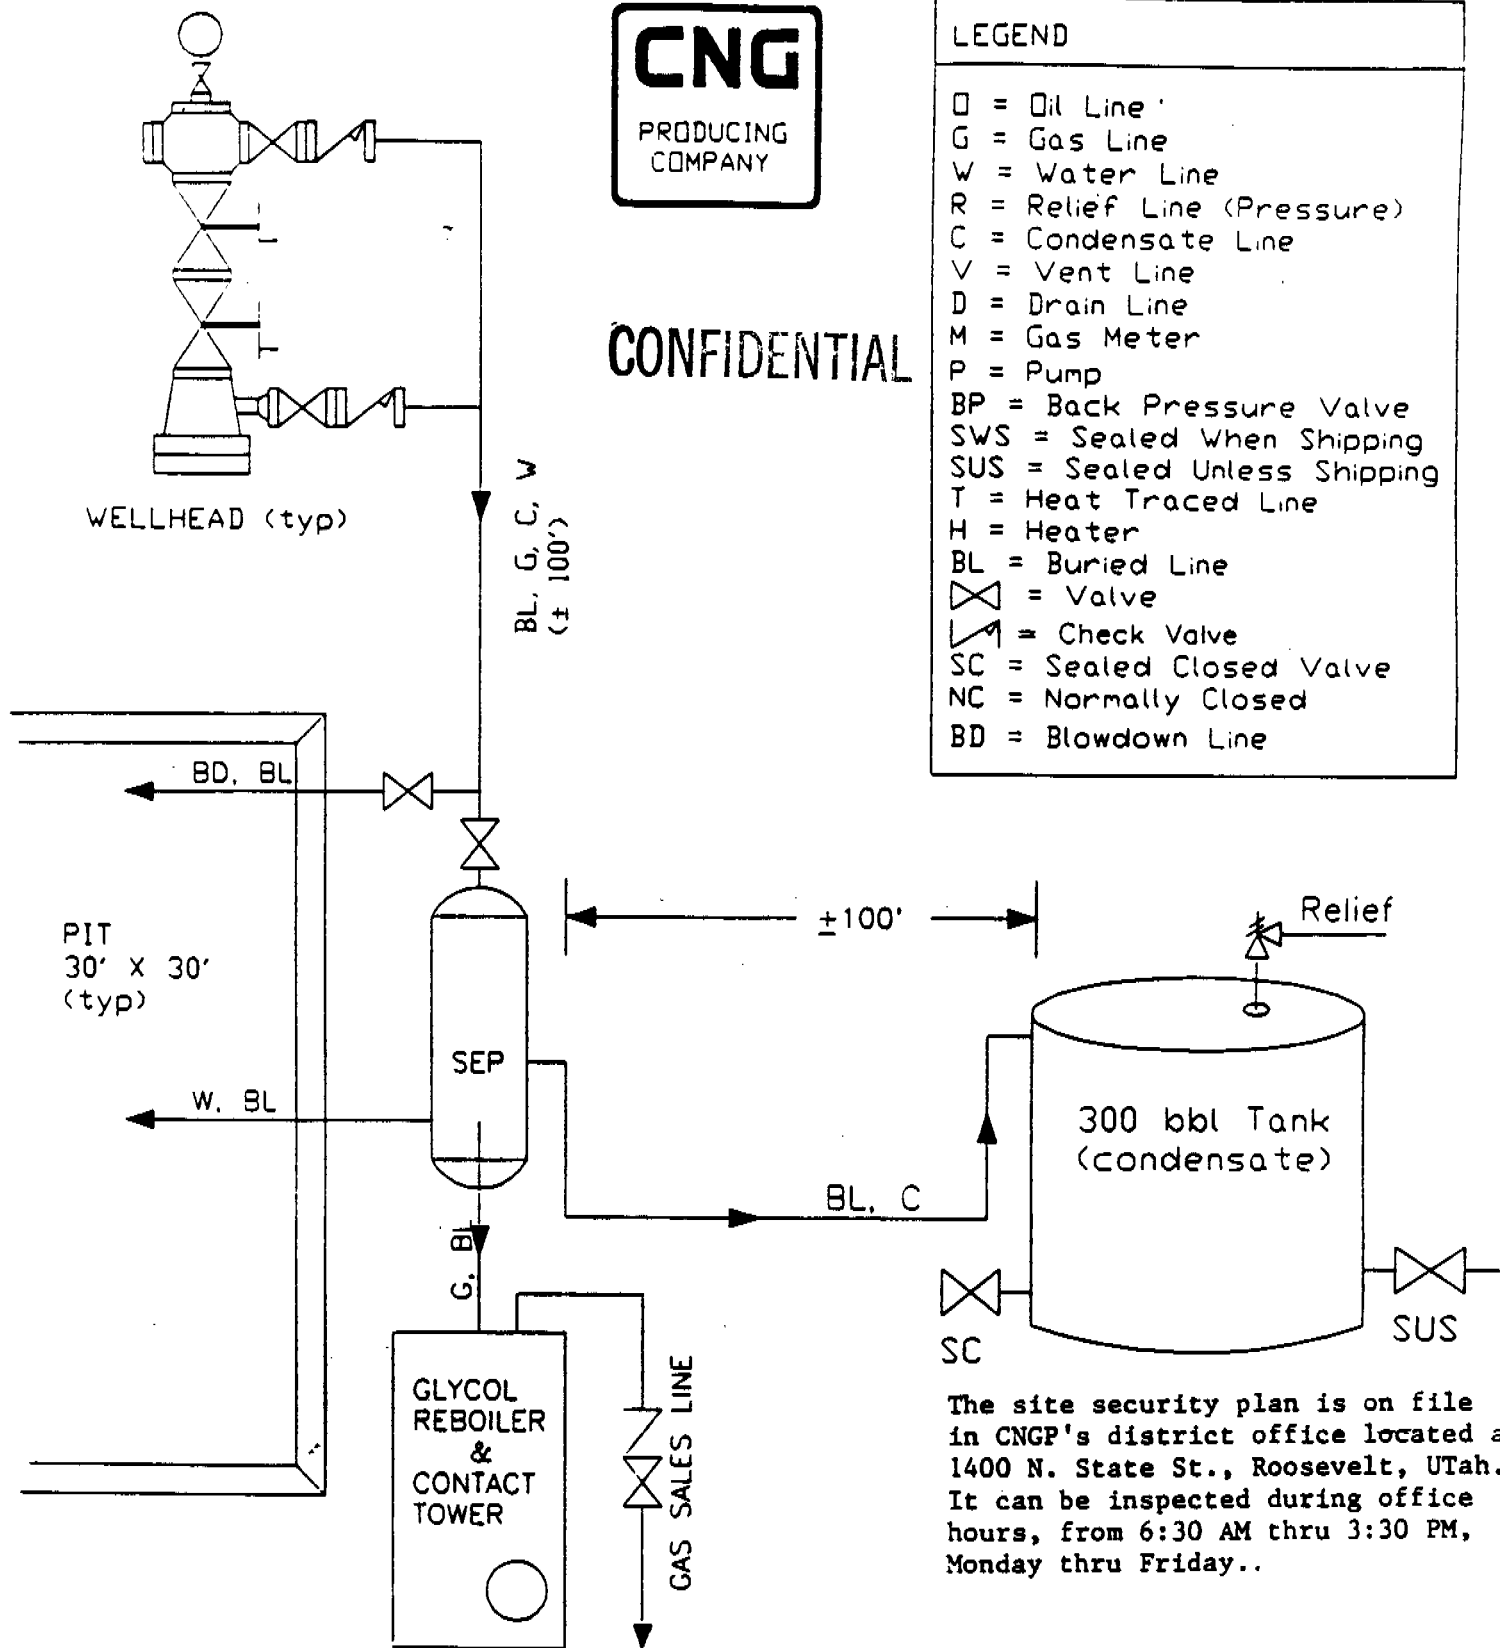 CNG
PRODUCING
COMPANY
LEGEND
O = Oil Line
G = Gas Line
W = Water Line
R = Relief Line (Pressure)
C = Condensate Line
V = Vent Line
D = Drain Line
M = Gas Meter
P = Pump
BP = Back Pressure Valve
SWS = Sealed When Shipping
SUS = Sealed Unless Shipping
T = Heat Traced Line
H = Heater
BL = Buried Line
= Valve
= Check Valve
SC = Sealed Closed Valve
NC = Normally Closed
BD = Blowdown Line
CONFIDENTIAL
WELLHEAD (typ)
BL, G, C, W
(± 100')
BD, BL
PIT
30' X 30'
(typ)
±100'
Relief
SEP
W, BL
300 bbl Tank
(condensate)
BL, C
G, BL
SC
SUS
GLYCOL
REBOILER
&
CONTACT
TOWER
GAS SALES LINE
The site security plan is on file
in CNGP's district office located
1400 N. State St., Roosevelt, UTah.
It can be inspected during office
hours, from 6:30 AM thru 3:30 PM,
Monday thru Friday..